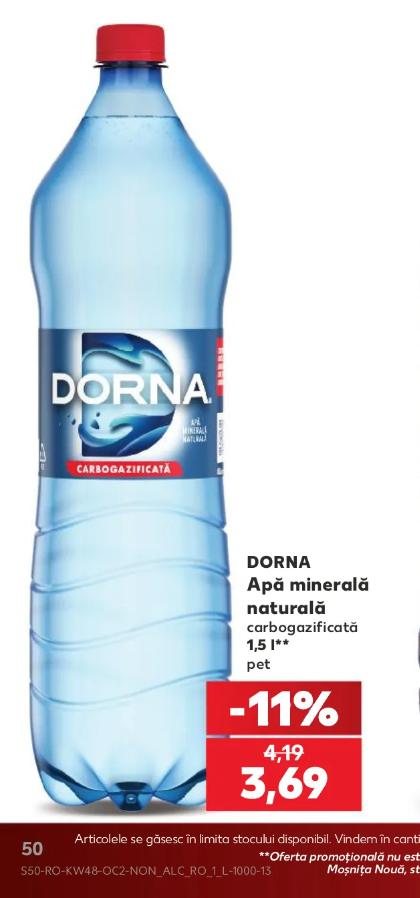 DORNA
APĂ
MINERALĂ
NATURALĂ
CARBOGAZIFICATĂ
DORNA
Apă minerală
naturală
carbogazificată
1,5 l**
pet
-11%
4,19
3,69
50
Articolele se găsesc în limita stocului disponibil. Vindem în canti
**Oferta promoțională nu est
S50-RO-KW48-OC2-NON_ALC_RO_1_L-1000-13
Moșnița Nouă, st